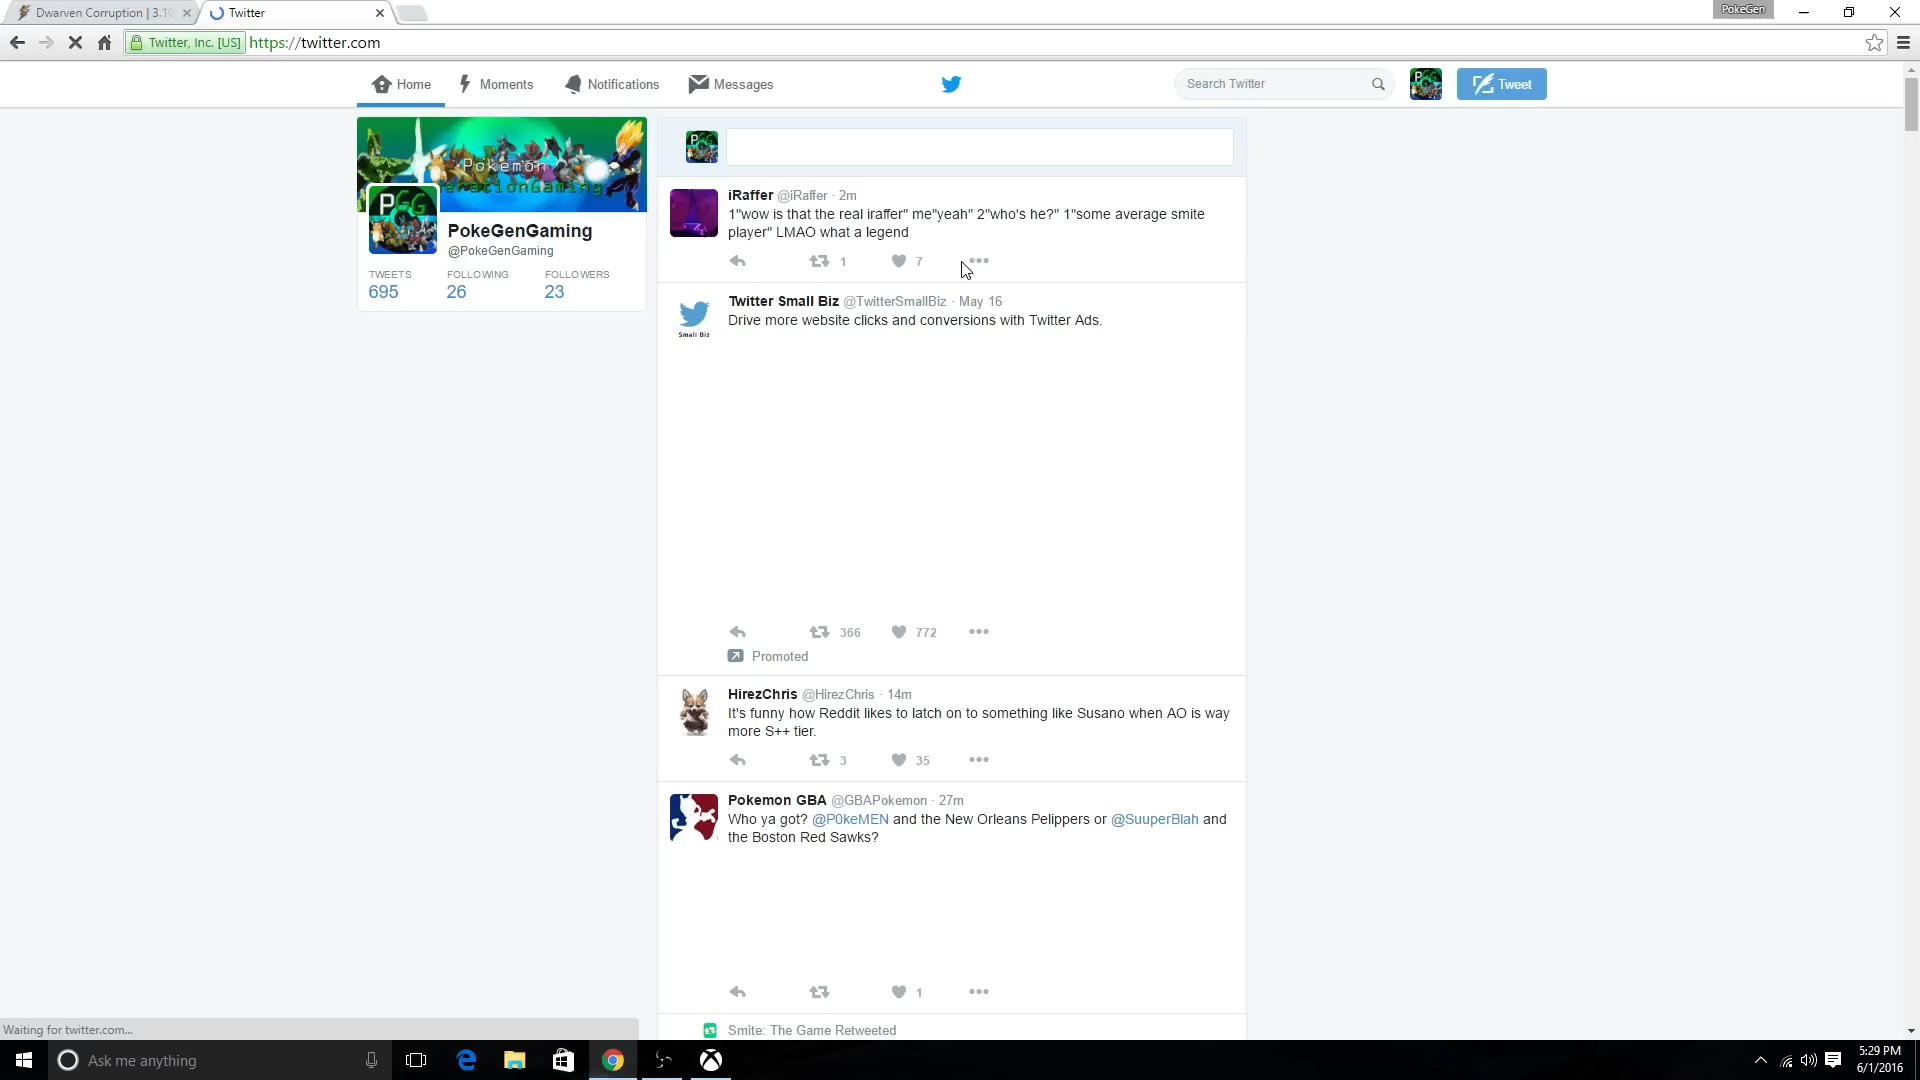 Dwarven Corruption | 3.10
Twitter
PokeGen
Twitter, Inc. [US]
https://twitter.com
Home
Moments
Notifications
Messages
Search Twitter
Tweet
Pokemon
erationGaming
PGG
PokeGenGaming
@PokeGenGaming
TWEETS FOLLOWING FOLLOWERS
695 26 23
iRaffer @iRaffer · 2m
1"wow is that the real iraffer" me"yeah" 2"who's he?" 1"some average smite
player" LMAO what a legend
1 7
Twitter Small Biz @TwitterSmallBiz · May 16
Drive more website clicks and conversions with Twitter Ads.
Small Biz
366 772
Promoted
HirezChris @HirezChris · 14m
It's funny how Reddit likes to latch on to something like Susano when AO is way
more S++ tier.
3 35
Pokemon GBA @GBAPokemon · 27m
Who ya got? @P0keMEN and the New Orleans Pelippers or @SuuperBlah and
the Boston Red Sawks?
1
Smite: The Game Retweeted
Waiting for twitter.com...
Ask me anything
5:29 PM
6/1/2016